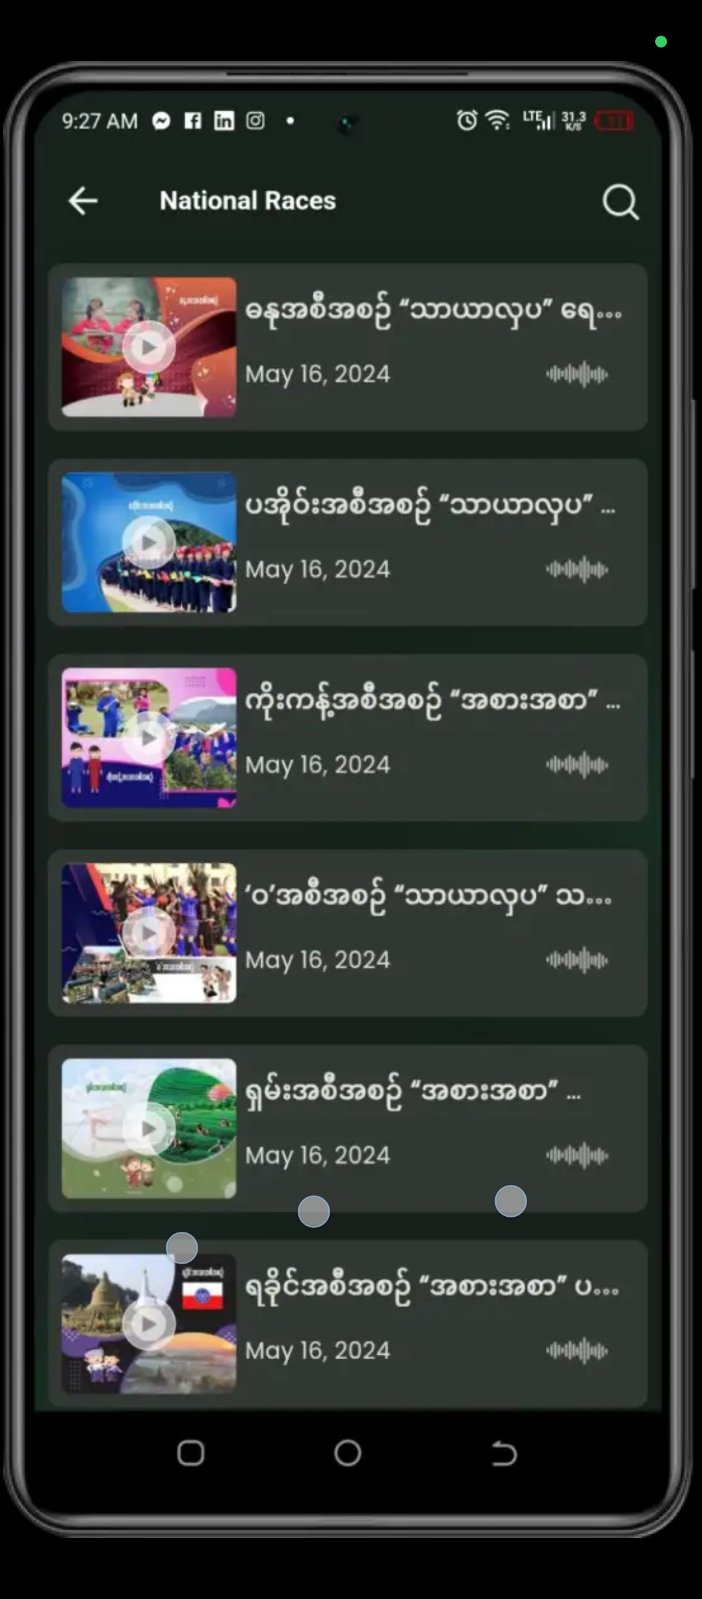 9:27 AM
LTE
31.3
K/S
National Races
ဓနုအစီအစဉ် “သာယာလှပ” ရေ...
May 16, 2024
ပအိုဝ်းအစီအစဉ် “သာယာလှပ” ...
May 16, 2024
ကိုးကန့်အစီအစဉ် “အစားအစာ” ...
May 16, 2024
‘ဝ’အစီအစဉ် “သာယာလှပ” သ...
May 16, 2024
ရှမ်းအစီအစဉ် “အစားအစာ” ...
May 16, 2024
ရခိုင်အစီအစဉ် “အစားအစာ” ပ...
May 16, 2024